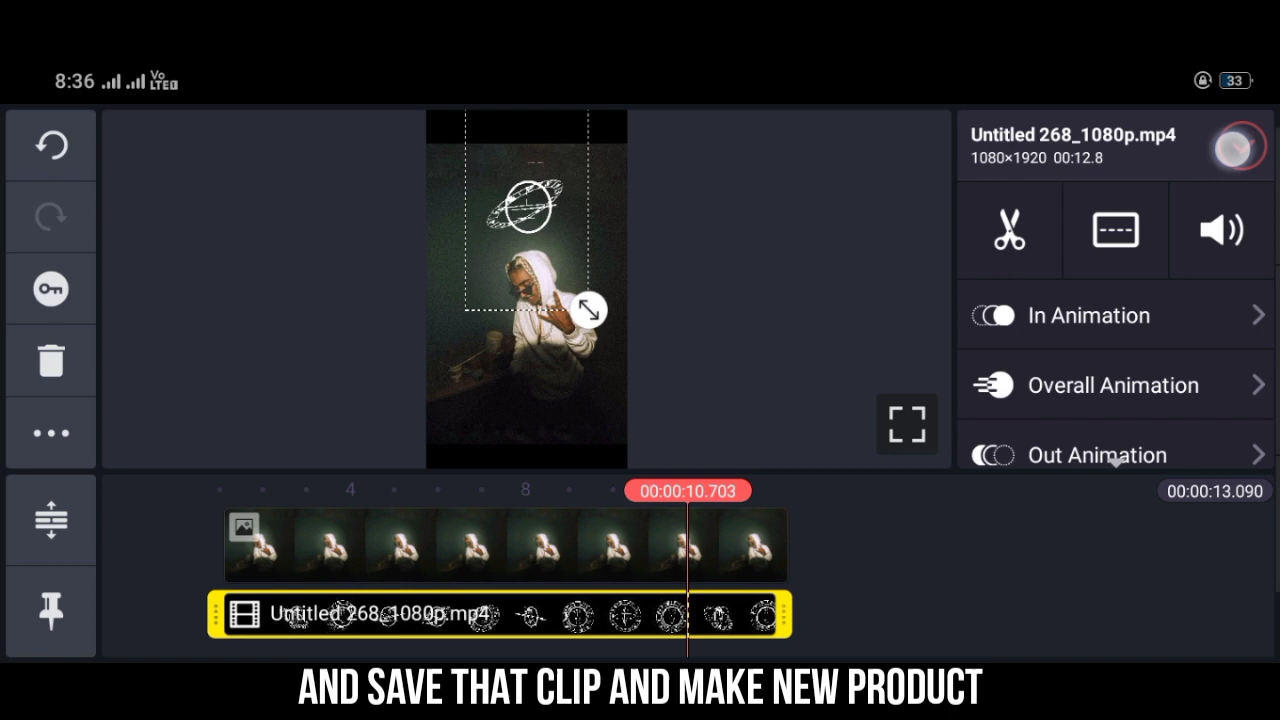 8:36 Vo LTE 33
Untitled 268_1080p.mp4
1080×1920 00:12.8
In Animation
Overall Animation
Out Animation
4 8 00:00:10.703 00:00:13.090
Untitled 268_1080p.mp4
AND SAVE THAT CLIP AND MAKE NEW PRODUCT